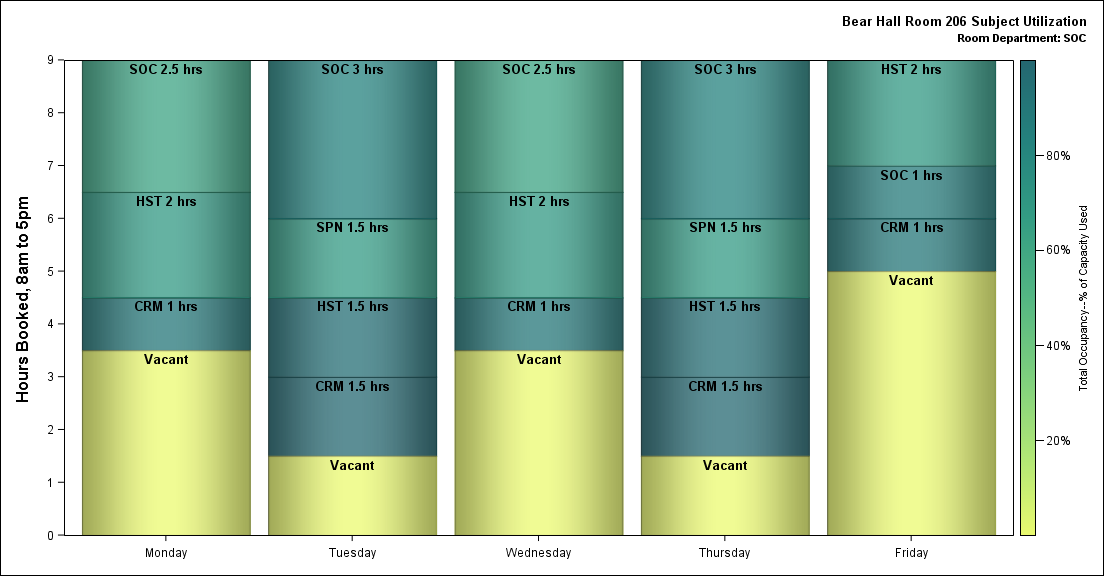 Bear Hall Room 206 Subject Utilization
Room Department: SOC
Hours Booked, 8am to 5pm
9
8
7
6
5
4
3
2
1
0
SOC 2.5 hrs
HST 2 hrs
CRM 1 hrs
Vacant
Monday
SOC 3 hrs
SPN 1.5 hrs
HST 1.5 hrs
CRM 1.5 hrs
Vacant
Tuesday
SOC 2.5 hrs
HST 2 hrs
CRM 1 hrs
Vacant
Wednesday
SOC 3 hrs
SPN 1.5 hrs
HST 1.5 hrs
CRM 1.5 hrs
Vacant
Thursday
HST 2 hrs
SOC 1 hrs
CRM 1 hrs
Vacant
Friday
80%
60%
40%
20%
Total Occupancy--% of Capacity Used